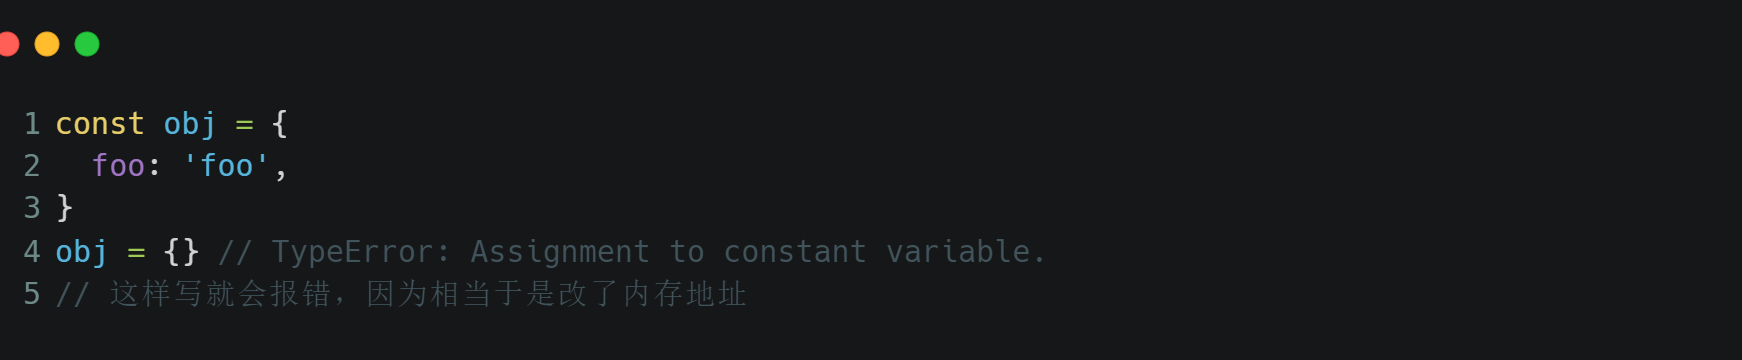 1 const obj = {
2   foo: 'foo',
3 }
4 obj = {} // TypeError: Assignment to constant variable.
5 // 这样写就会报错，因为相当于是改了内存地址